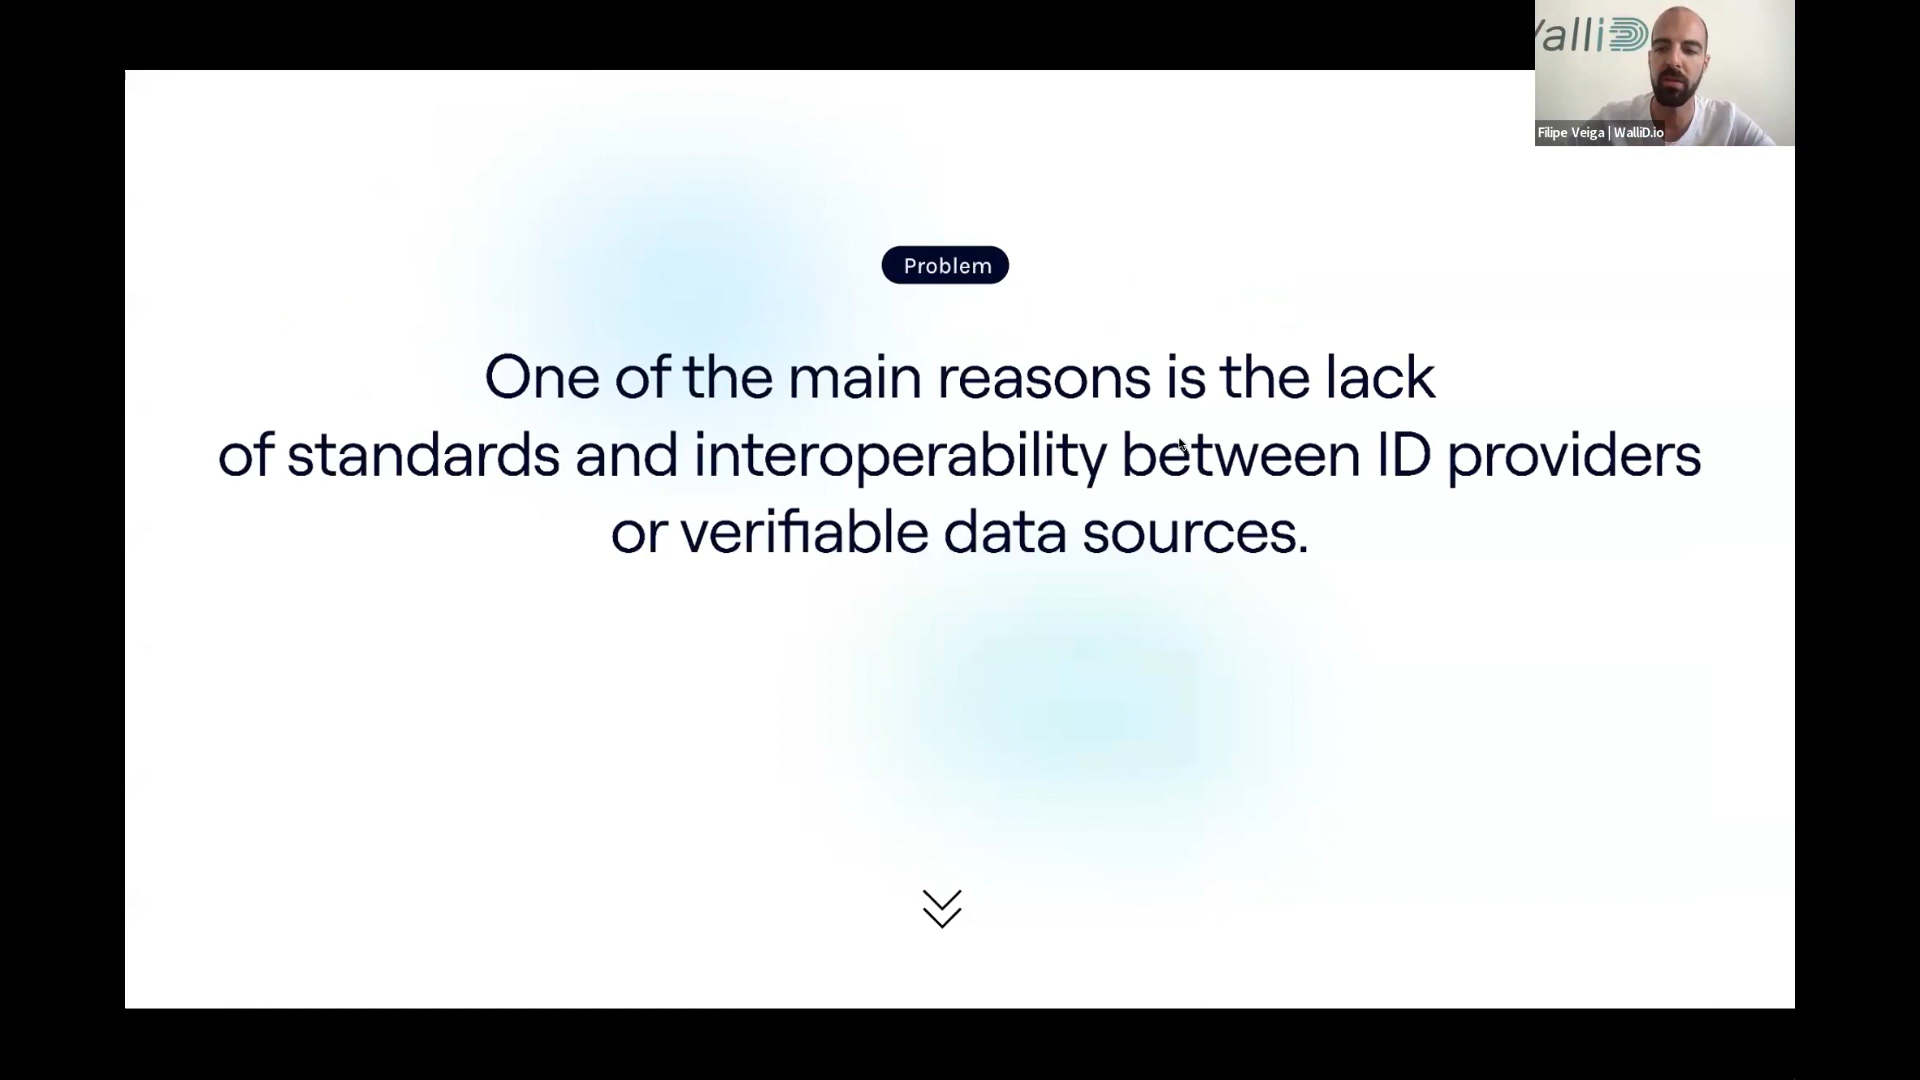 WalliD
Filipe Veiga | WalliD.io
Problem
One of the main reasons is the lack
of standards and interoperability between ID providers
or verifiable data sources.